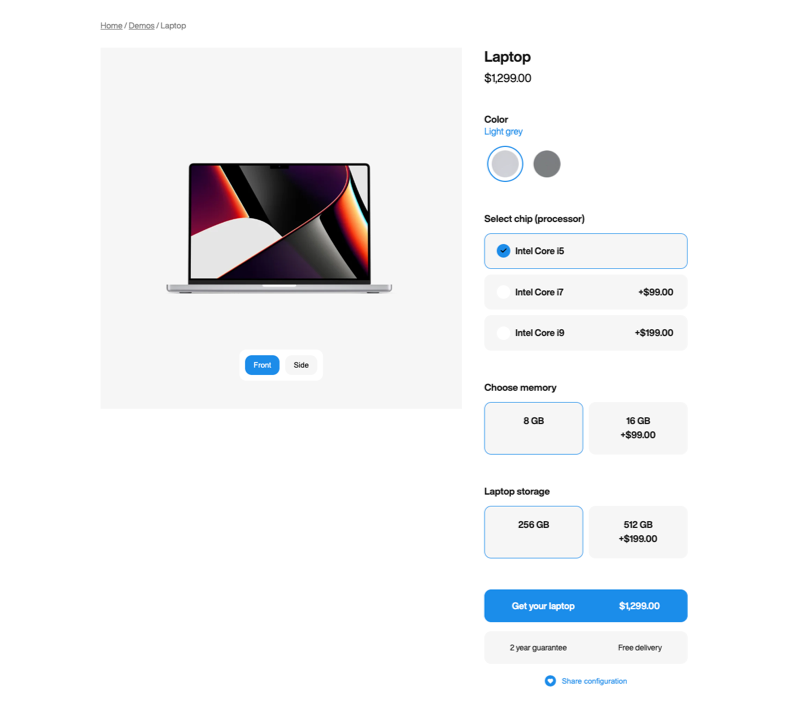 Home / Demos / Laptop
Laptop
$1,299.00
Color
Light grey
Select chip (processor)
Intel Core i5
Intel Core i7 +$99.00
Intel Core i9 +$199.00
Front Side
Choose memory
8 GB 16 GB
+$99.00
Laptop storage
256 GB 512 GB
+$199.00
Get your laptop $1,299.00
2 year guarantee Free delivery
Share configuration